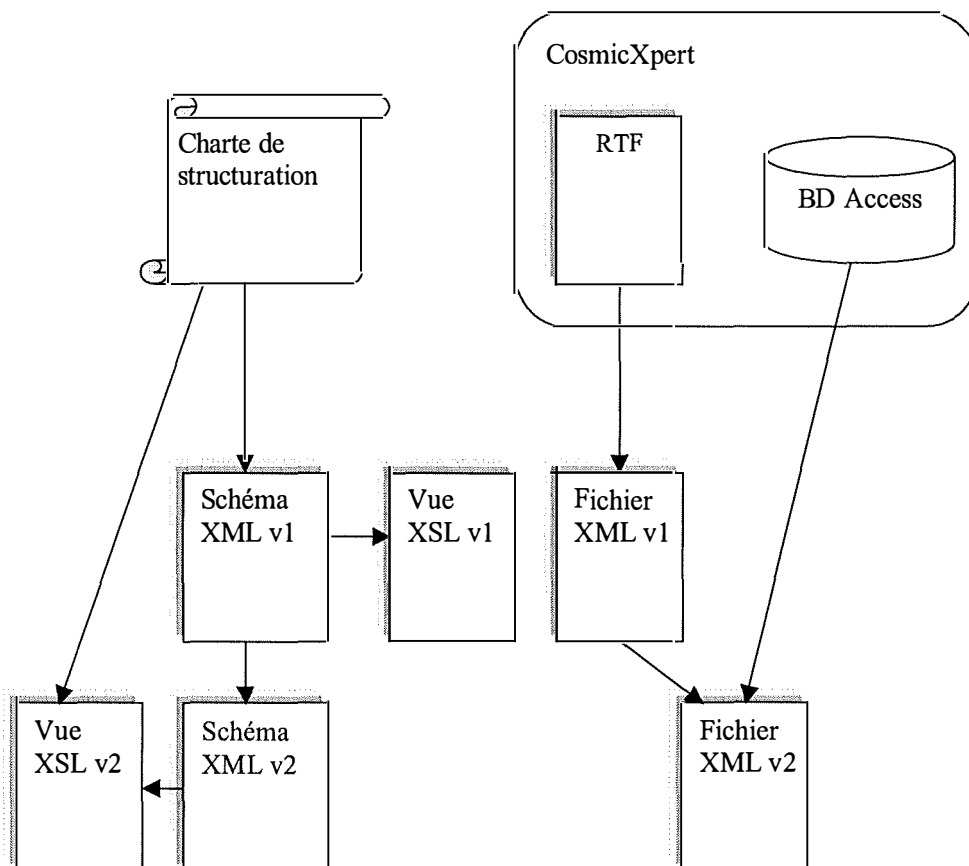 CosmicXpert
Charte de
structuration
RTF
BD Access
Schéma
XML v1
Vue
XSL v1
Fichier
XML v1
Vue
XSL v2
Schéma
XML v2
Fichier
XML v2